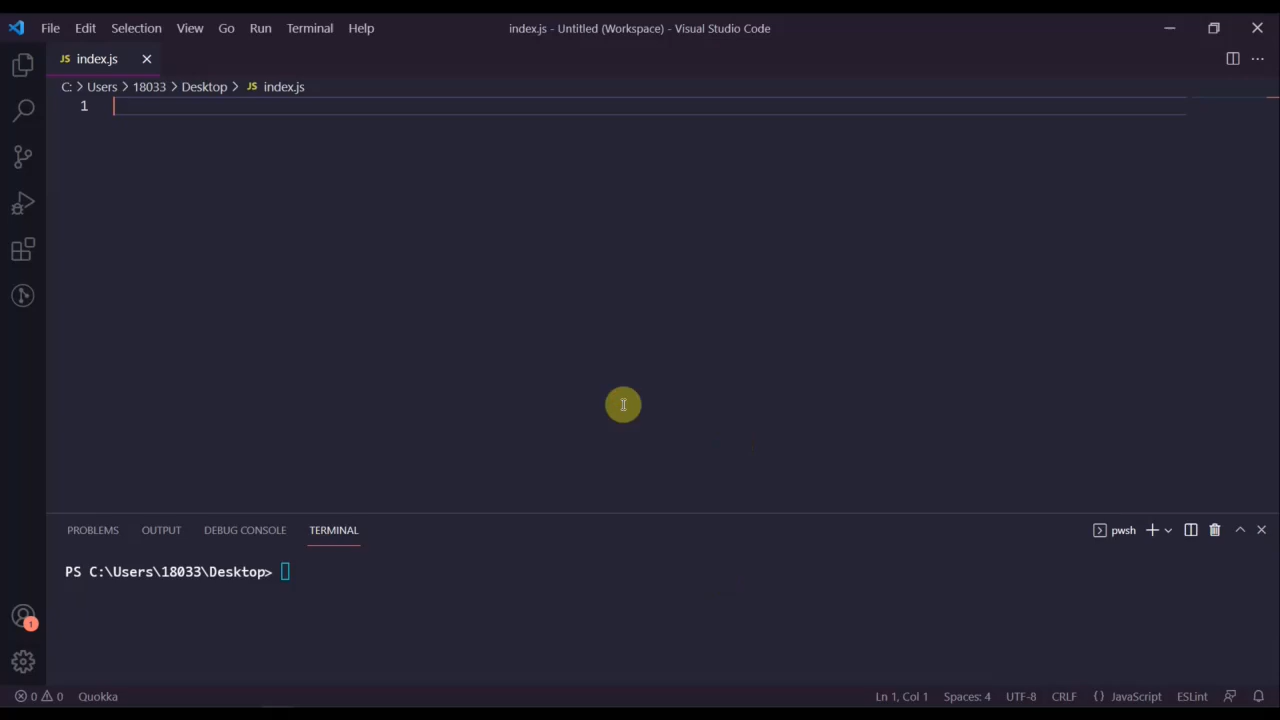 File Edit Selection View Go Run Terminal Help index.js - Untitled (Workspace) - Visual Studio Code
JS index.js
C: > Users > 18033 > Desktop > JS index.js
1
PROBLEMS OUTPUT DEBUG CONSOLE TERMINAL pwsh
PS C:\Users\18033\Desktop>
1
0 0 Quokka Ln 1, Col 1 Spaces: 4 UTF-8 CRLF {} JavaScript ESLint